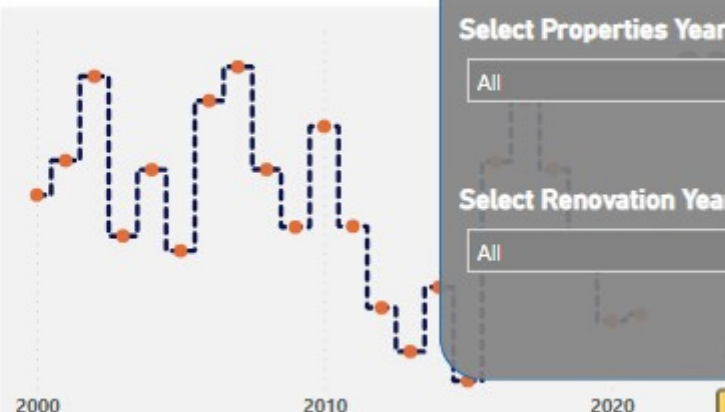 Select Properties Year
All
Select Renovation Year
All
2000 2010 2020